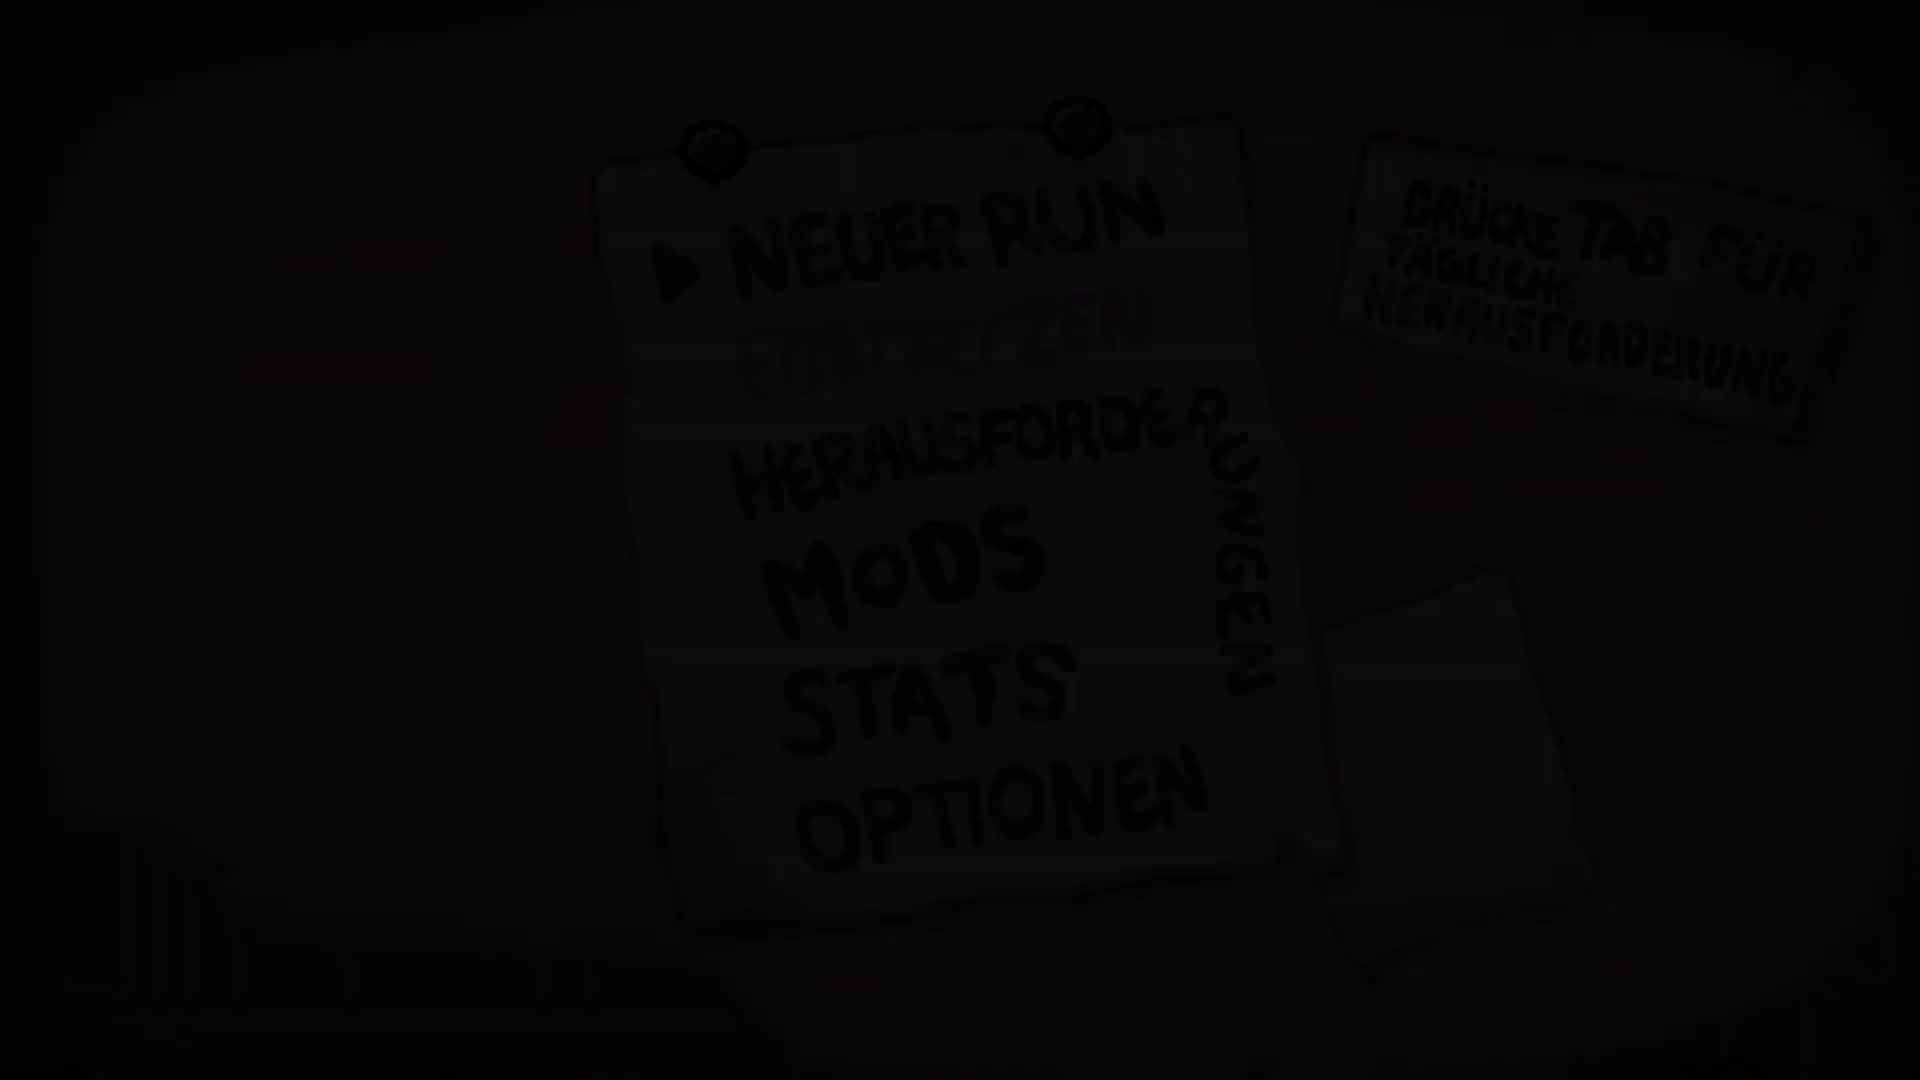 NEUER RUN
HERAUSFORDERUNGEN
MODS
STATS
OPTIONEN
DRÜCKE TAB FÜR
TÄGLICHE
HERAUSFORDERUNG